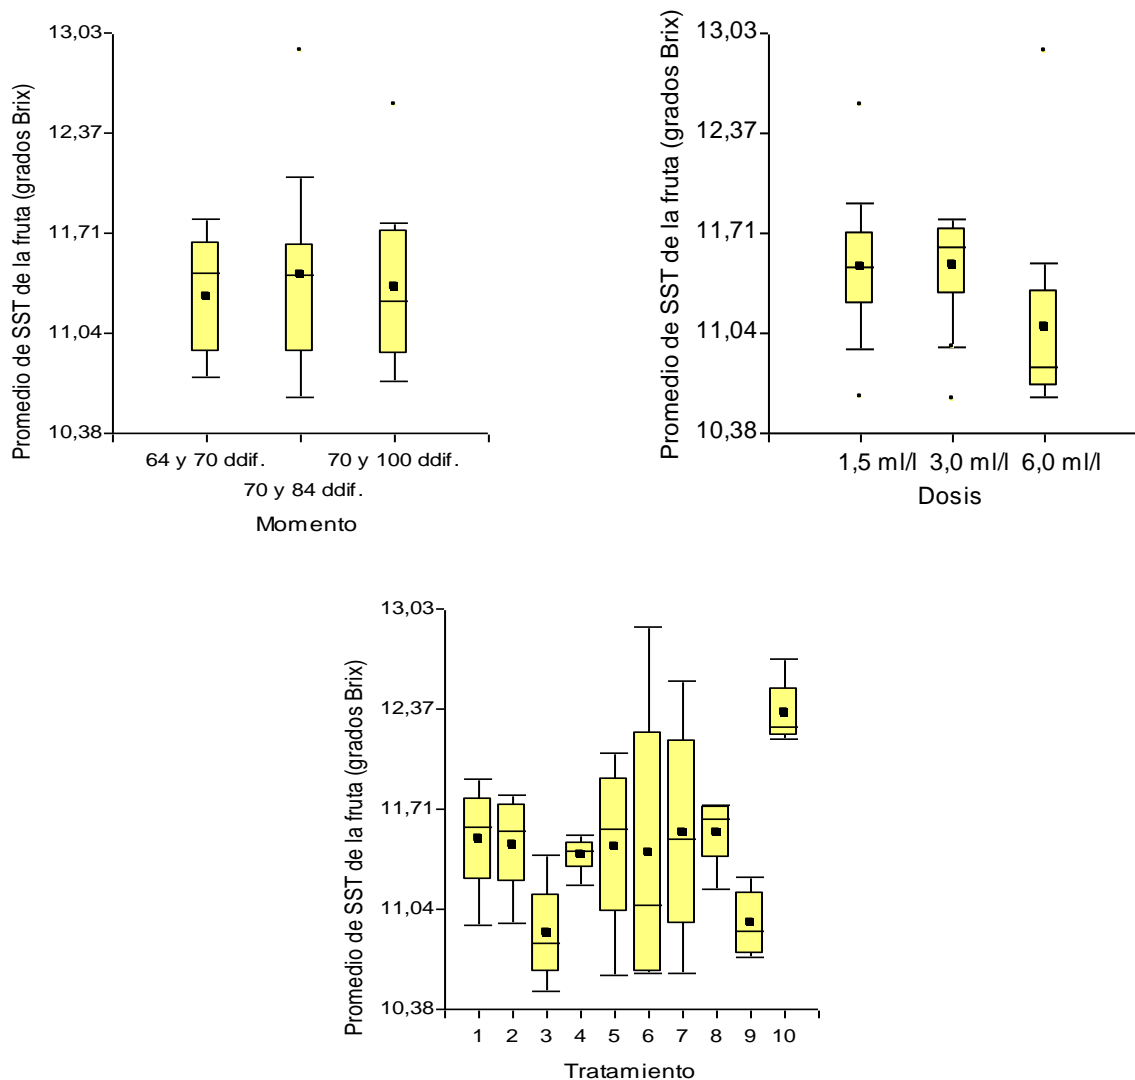 13,03
12,37
11,71
11,04
10,38
Promedio de SST de la fruta (grados Brix)
64 y 70 ddif.
70 y 100 ddif.
70 y 84 ddif.
Momento
13,03
12,37
11,71
11,04
10,38
Promedio de SST de la fruta (grados Brix)
1,5 ml/l 3,0 ml/l 6,0 ml/l
Dosis
13,03
12,37
11,71
11,04
10,38
Promedio de SST de la fruta (grados Brix)
1 2 3 4 5 6 7 8 9 10
Tratamiento